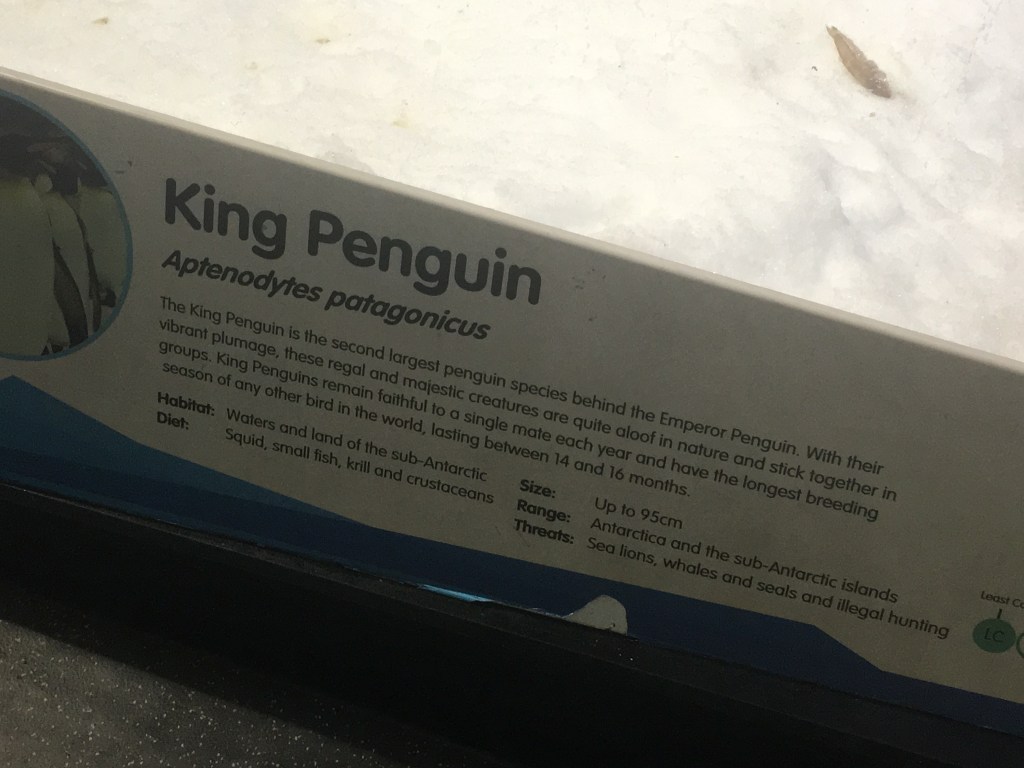 King Penguin
Aptenodytes patagonicus
The King Penguin is the second largest penguin species behind the Emperor Penguin. With their
vibrant plumage, these regal and majestic creatures are quite aloof in nature and stick together in
groups. King Penguins remain faithful to a single mate each year and have the longest breeding
season of any other bird in the world, lasting between 14 and 16 months.
Habitat: Waters and land of the sub-Antarctic
Diet: Squid, small fish, krill and crustaceans
Size: Up to 95cm
Range: Antarctica and the sub-Antarctic islands
Threats: Sea lions, whales and seals and illegal hunting
Least
LC